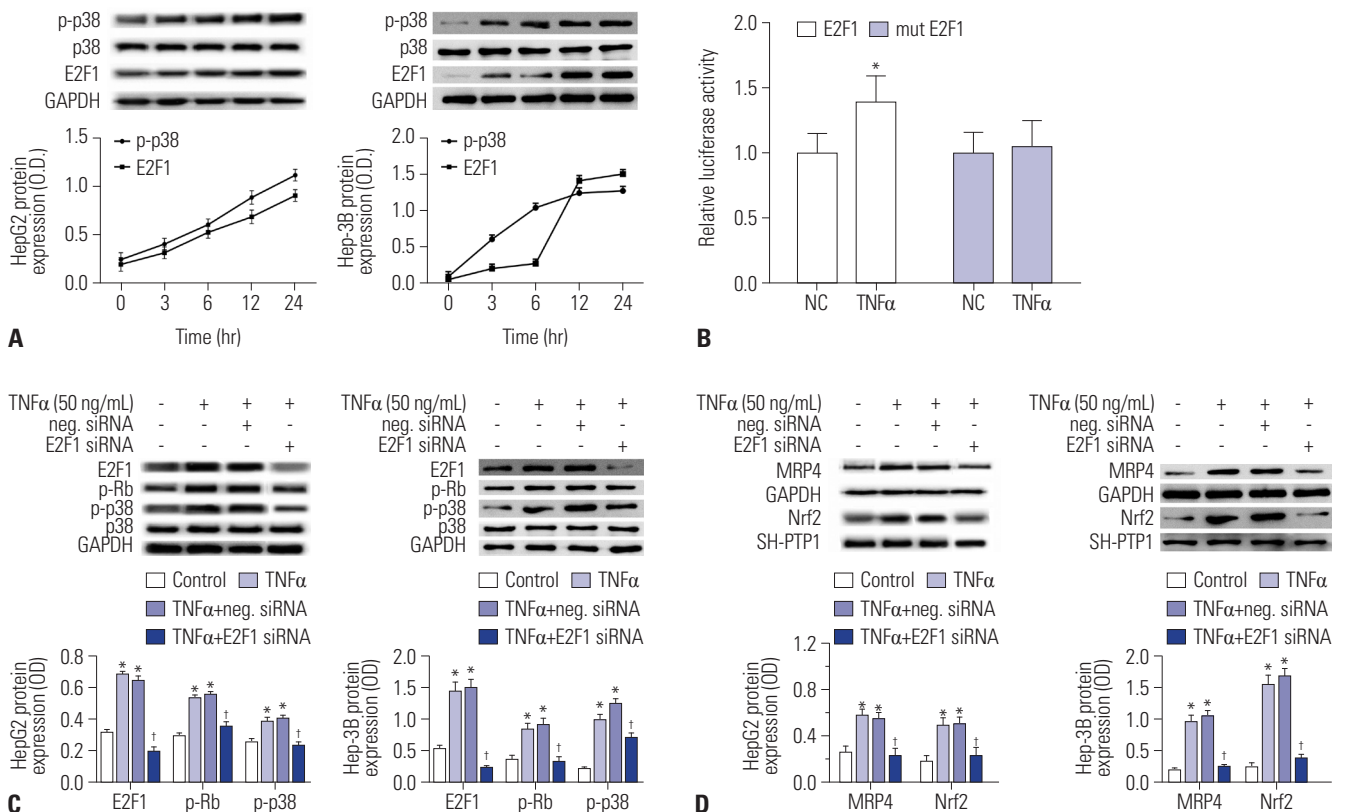 p-p38
p38
E2F1
GAPDH
HepG2 protein
expression (O.D.)
1.5
1.0
0.5
0.0
p-p38
E2F1
0 3 6 12 24
Time (hr)
p-p38
p38
E2F1
GAPDH
Hep-3B protein
expression (O.D.)
2.0
1.5
1.0
0.5
0.0
p-p38
E2F1
0 3 6 12 24
Time (hr)
A
Relative luciferase activity
2.0
1.5
1.0
0.5
0.0
E2F1 mut E2F1
*
NC TNFα NC TNFα
B
TNFα (50 ng/mL) - + + +
neg. siRNA - - + -
E2F1 siRNA - - - +
E2F1
p-Rb
p-p38
p38
GAPDH
Control TNFα
TNFα+neg. siRNA
TNFα+E2F1 siRNA
HepG2 protein
expression (OD)
0.8
0.6
0.4
0.2
0.0
* * † * * † * * †
E2F1 p-Rb p-p38
TNFα (50 ng/mL) - + + +
neg. siRNA - - + -
E2F1 siRNA - - - +
E2F1
p-Rb
p-p38
p38
GAPDH
Control TNFα
TNFα+neg. siRNA
TNFα+E2F1 siRNA
Hep-3B protein
expression (OD)
2.0
1.5
1.0
0.5
0.0
* * † * * † * * †
E2F1 p-Rb p-p38
C
TNFα (50 ng/mL) - + + +
neg. siRNA - - + -
E2F1 siRNA - - - +
MRP4
GAPDH
Nrf2
SH-PTP1
Control TNFα
TNFα+neg. siRNA
TNFα+E2F1 siRNA
HepG2 protein
expression (OD)
1.2
0.8
0.4
0.0
* * † * * †
MRP4 Nrf2
TNFα (50 ng/mL) - + + +
neg. siRNA - - + -
E2F1 siRNA - - - +
MRP4
GAPDH
Nrf2
SH-PTP1
Control TNFα
TNFα+neg. siRNA
TNFα+E2F1 siRNA
Hep-3B protein
expression (OD)
2.0
1.5
1.0
0.5
0.0
* * † * * †
MRP4 Nrf2
D